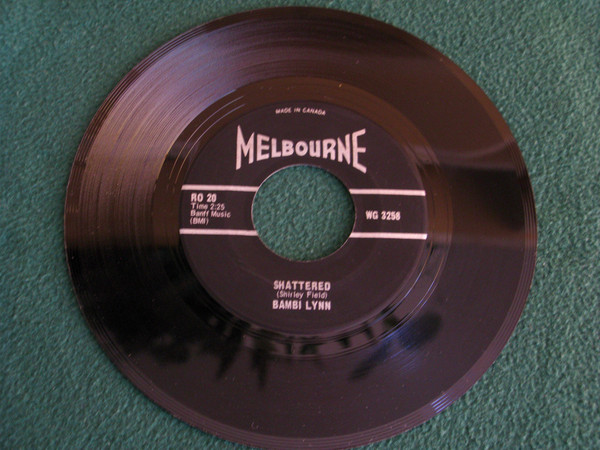 MADE IN CANADA
MELBOURNE
RO 20
Time 2:25
Banff Music
(BMI)
WG 3256
SHATTERED
(Shirley Field)
BAMBI LYNN